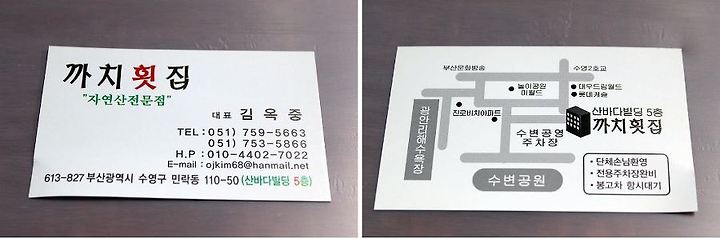 까치횟집
"자연산전문점"
대표 김옥중
TEL : 051) 759-5663
051) 753-5866
H.P : 010-4402-7022
E-mail : ojkim68@hanmail.net
613-827 부산광역시 수영구 민락동 110-50 (산바다빌딩 5층)
부산문화방송
수영2호교
놀이공원
미월드
대우드림월드
롯데캐슬
진로비치아파트
광안리해수욕장
수변공영
주차장
산바다빌딩 5층
까치횟집
수변공원
• 단체손님환영
• 전용주차장완비
• 봉고차 항시대기